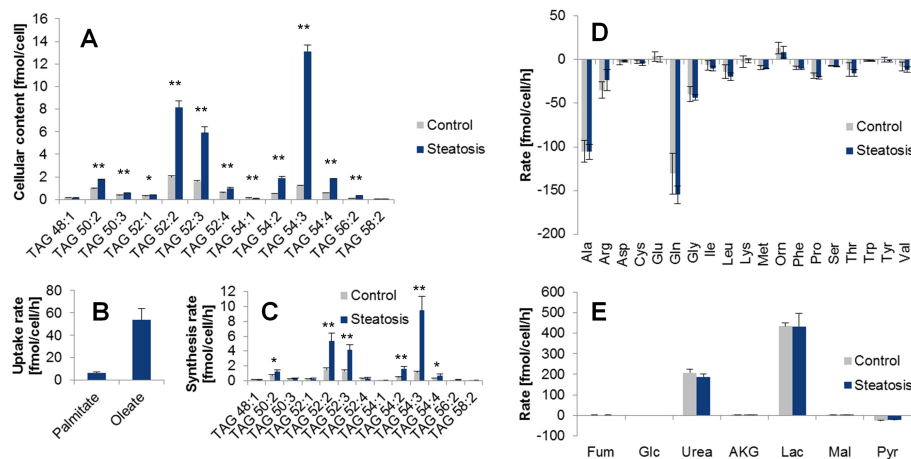 A
Cellular content [fmol/cell]
16
14
12
10
8
6
4
2
0
** ** * ** ** ** * ** ** ** **
Control
Steatosis
TAG 48:1 TAG 50:2 TAG 50:3 TAG 52:1 TAG 52:2 TAG 52:3 TAG 52:4 TAG 54:1 TAG 54:2 TAG 54:3 TAG 54:4 TAG 56:2 TAG 58:2
B
Uptake rate
[fmol/cell/h]
80
60
40
20
0
Palmitate Oleate
C
Synthesis rate
[fmol/cell/h]
12
10
8
6
4
2
0
Control
Steatosis
* ** ** ** ** *
TAG 48:1 TAG 50:2 TAG 50:3 TAG 52:1 TAG 52:2 TAG 52:3 TAG 52:4 TAG 54:1 TAG 54:2 TAG 54:3 TAG 54:4 TAG 56:2 TAG 58:2
D
Rate [fmol/cell/h]
50
0
-50
-100
-150
-200
Control
Steatosis
Ala Arg Asp Cys Glu Gln Gly Ile Leu Lys Met Orn Phe Pro Ser Thr Trp Tyr Val
E
Rate [fmol/cell/h]
600
500
400
300
200
100
0
-100
Control
Steatosis
Fum Glc Urea AKG Lac Mal Pyr